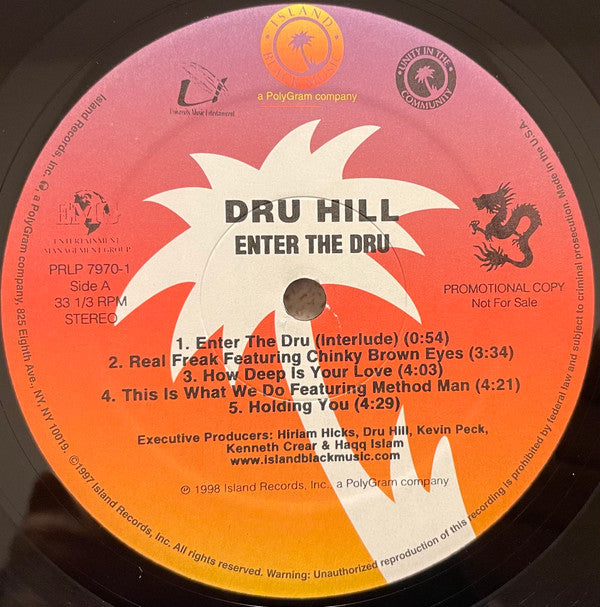 ISLAND
BLACK MUSIC
a PolyGram company
UNITY IN THE
COMMUNITY
DRU HILL
ENTER THE DRU
EMG
ENTERTAINMENT
MANAGEMENT GROUP
PRLP 7970-1
Side A
33 1/3 RPM
STEREO
PROMOTIONAL COPY
Not For Sale
1. Enter The Dru (Interlude) (0:54)
2. Real Freak Featuring Chinky Brown Eyes (3:34)
3. How Deep Is Your Love (4:03)
4. This Is What We Do Featuring Method Man (4:21)
5. Holding You (4:29)
Executive Producers: Hiriam Hicks, Dru Hill, Kevin Peck,
Kenneth Crear & Haqq Islam
www.islandblackmusic.com
℗ 1998 Island Records, Inc., a PolyGram company
Island Records, Inc. a PolyGram company, 825 Eighth Ave., NY, NY 10019. ©1997 Island Records, Inc. All rights reserved. Warning: Unauthorized reproduction of this recording is prohibited by federal law and subject to criminal prosecution. Made in the U.S.A.